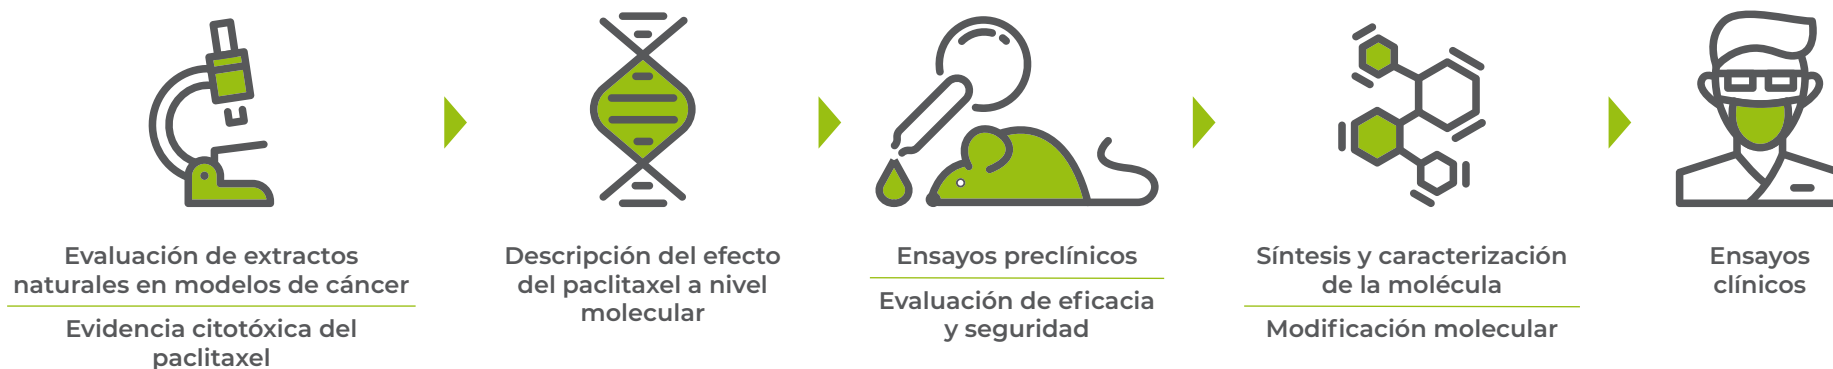 Evaluación de extractos
naturales en modelos de cáncer
Evidencia citotóxica del
paclitaxel
Descripción del efecto
del paclitaxel a nivel
molecular
Ensayos preclínicos
Evaluación de eficacia
y seguridad
Síntesis y caracterización
de la molécula
Modificación molecular
Ensayos
clínicos